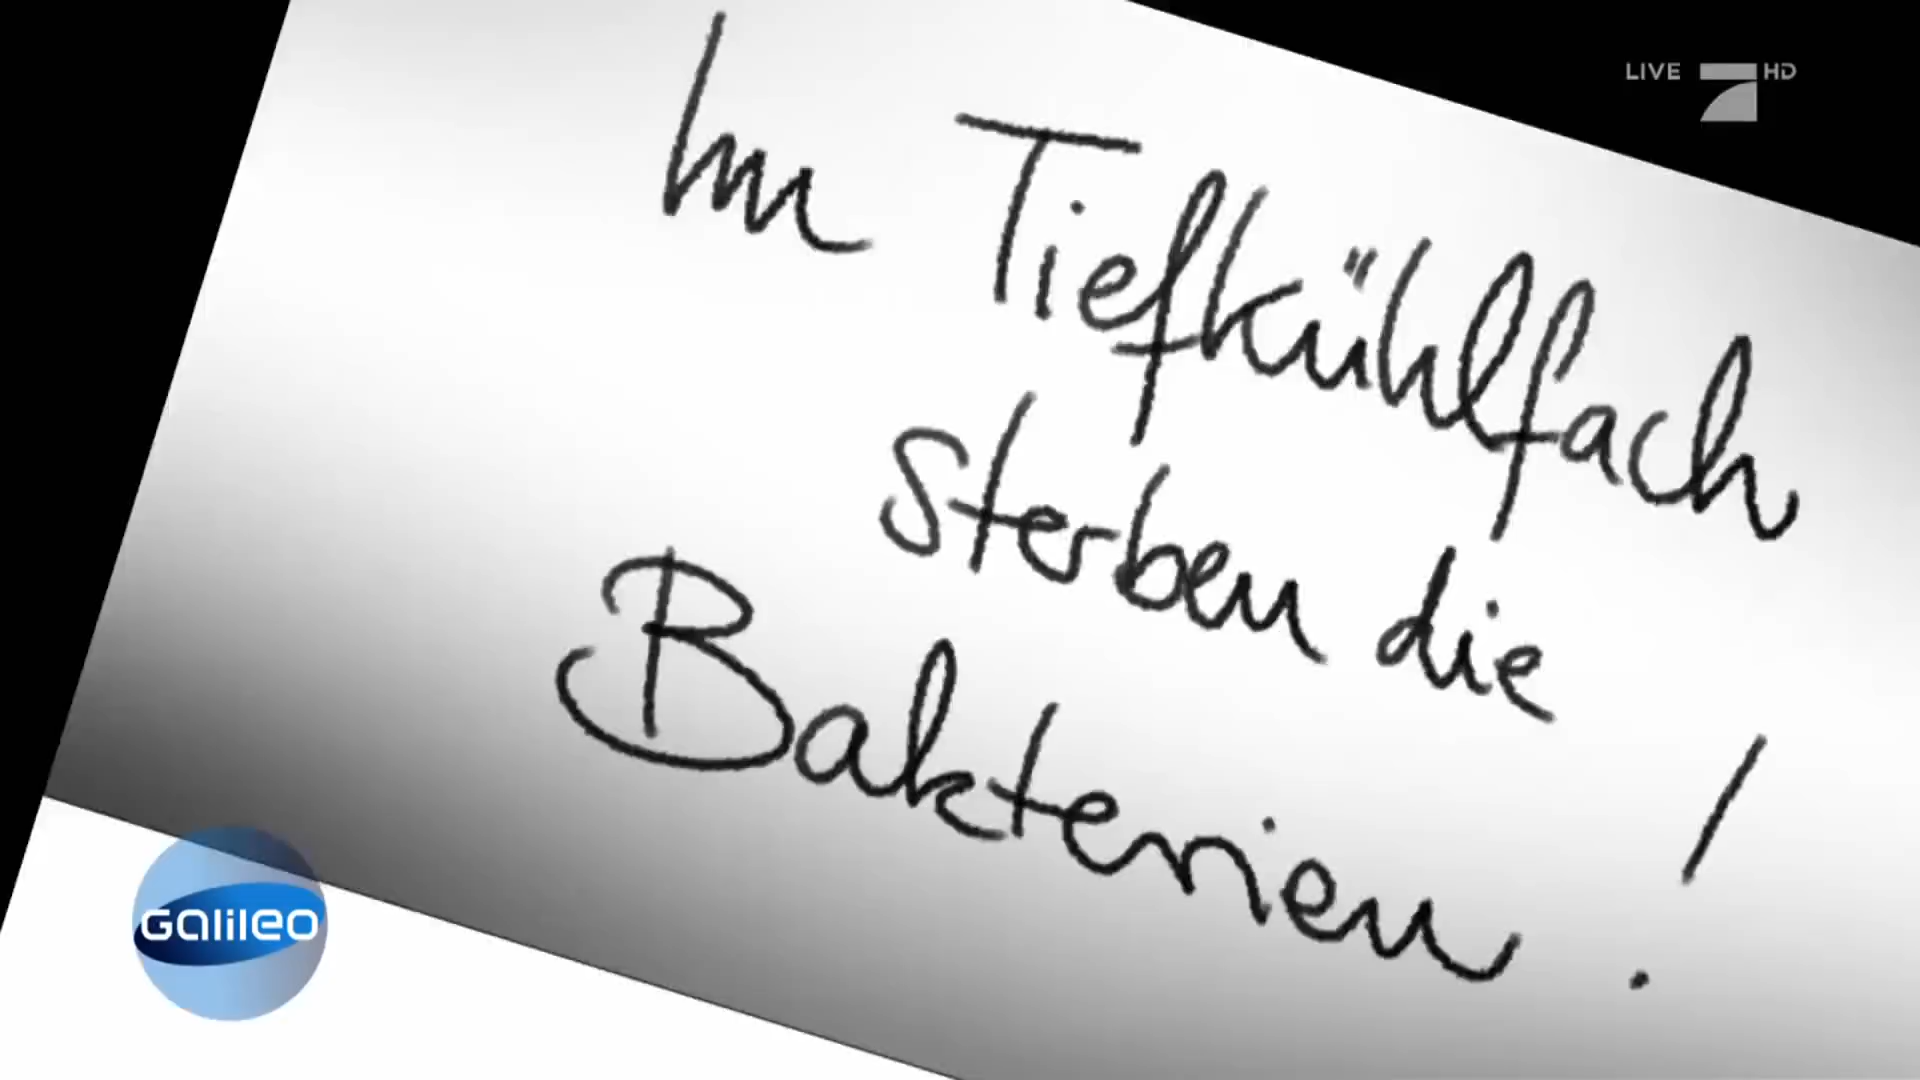 LIVE HD
Im Tiefkühlfach
sterben die
Bakterien!
Galileo